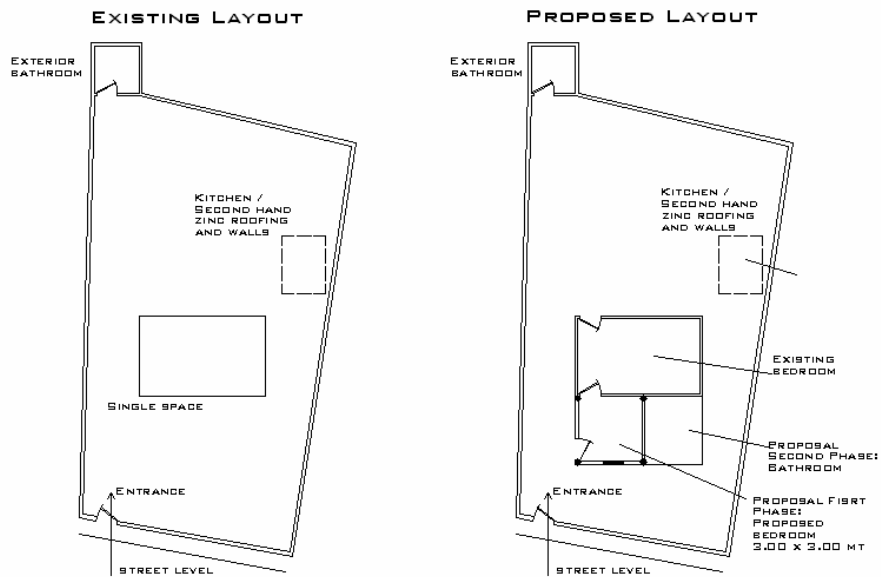 EXISTING LAYOUT
EXTERIOR
BATHROOM
KITCHEN /
SECOND HAND
ZINC ROOFING
AND WALLS
SINGLE SPACE
ENTRANCE
STREET LEVEL
PROPOSED LAYOUT
EXTERIOR
BATHROOM
KITCHEN /
SECOND HAND
ZINC ROOFING
AND WALLS
EXISTING
BEDROOM
PROPOSAL
SECOND PHASE:
BATHROOM
PROPOSAL FISRT
PHASE:
PROPOSED
BEDROOM
3.00 X 3.00 MT
ENTRANCE
STREET LEVEL